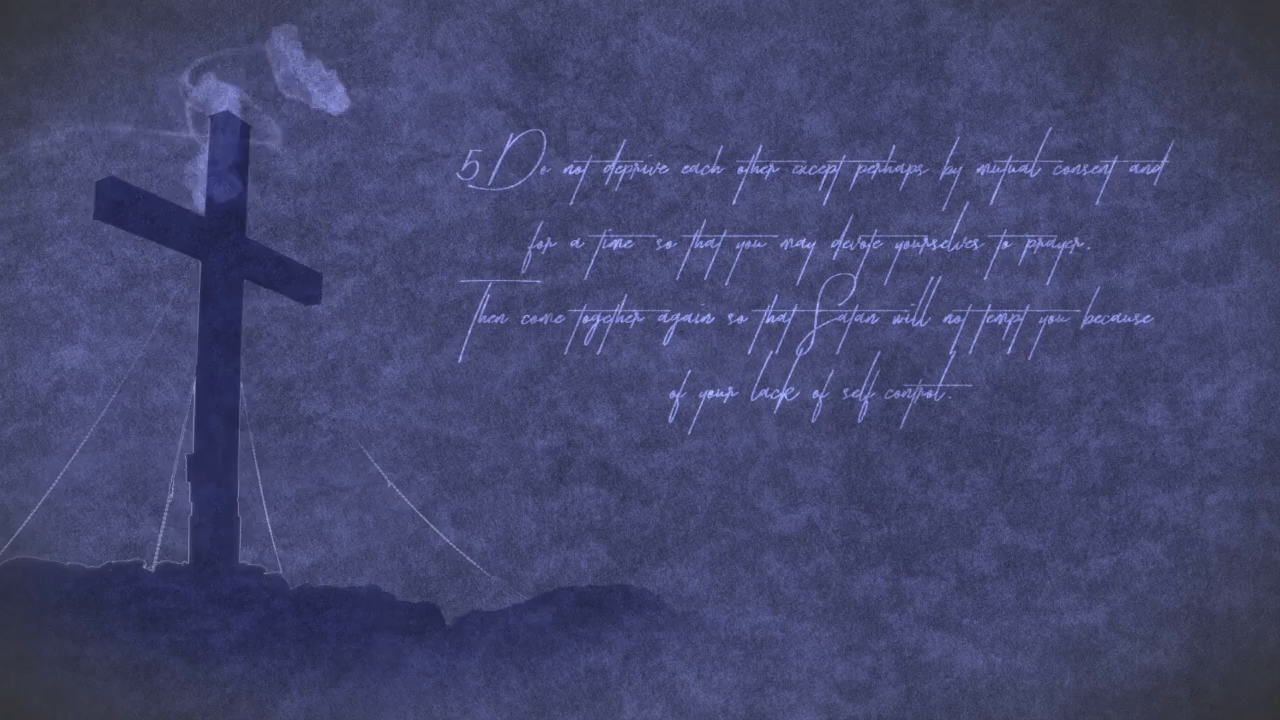 5 Do not deprive each other except perhaps by mutual consent and
for a time so that you may devote yourselves to prayer.
Then come together again so that Satan will not tempt you because
of your lack of self control.